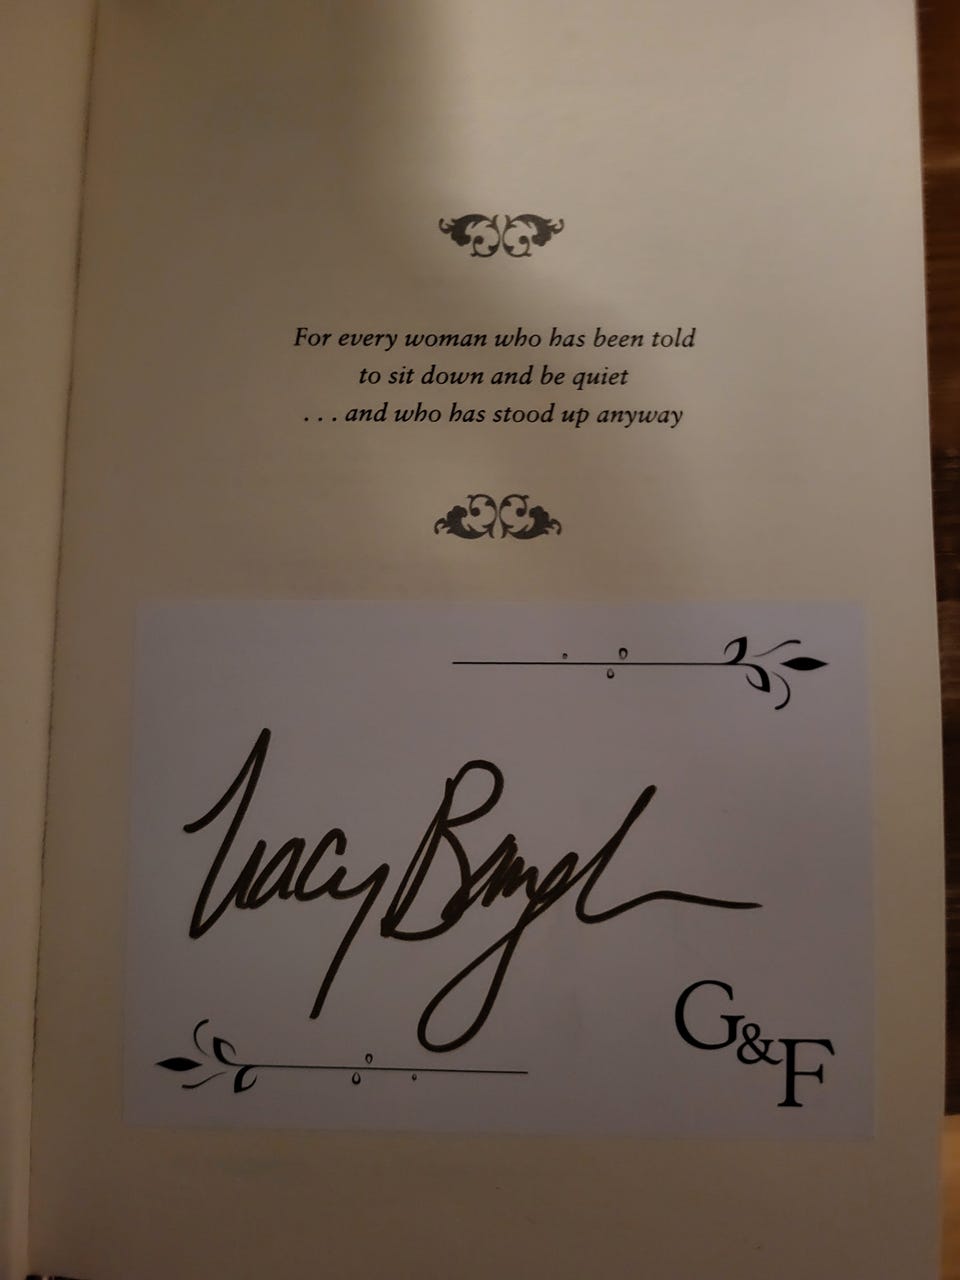 For every woman who has been told
to sit down and be quiet
. . . and who has stood up anyway
Tracy
G&F